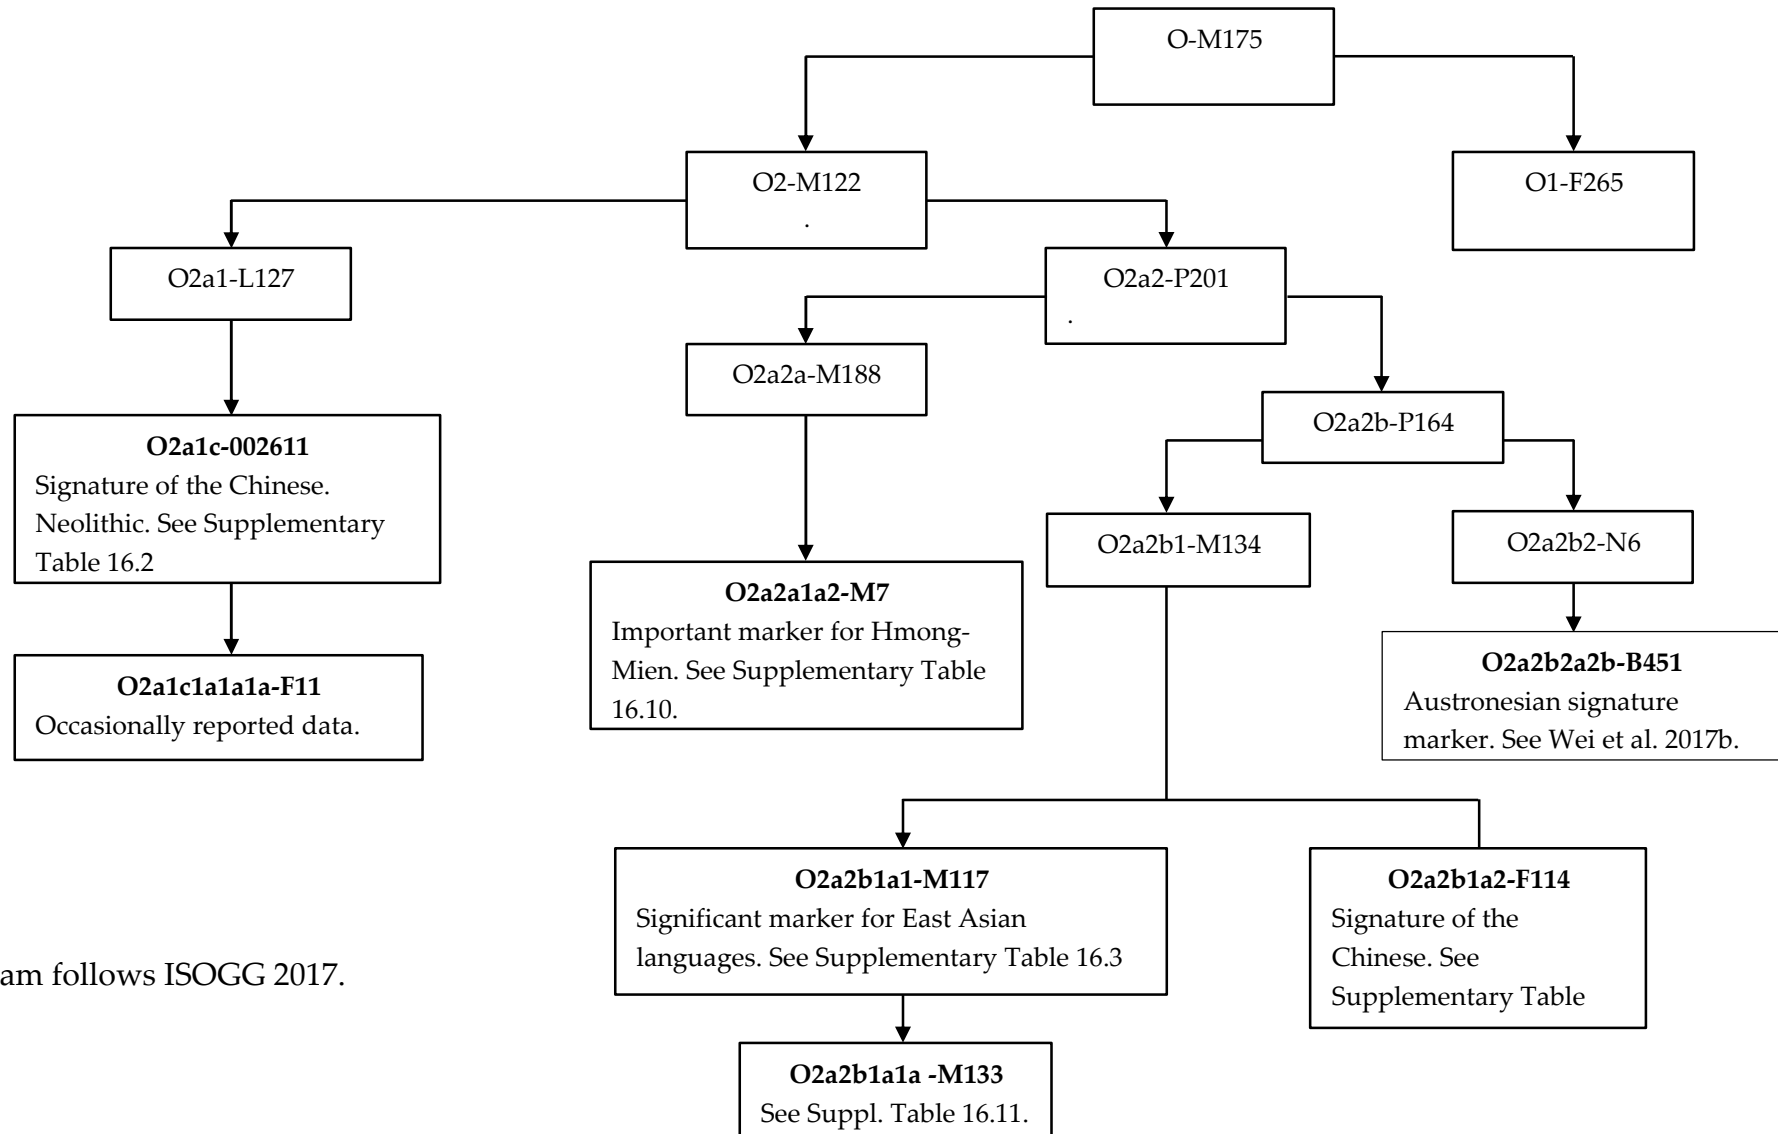 O-M175
O2-M122
.
O1-F265
O2a1-L127
O2a2-P201
.
O2a2a-M188
O2a2b-P164
O2a1c-002611
Signature of the Chinese.
Neolithic. See Supplementary
Table 16.2
O2a2b1-M134
O2a2b2-N6
O2a2a1a2-M7
Important marker for Hmong-
Mien. See Supplementary Table
16.10.
O2a1c1a1a1a-F11
Occasionally reported data.
O2a2b2a2b-B451
Austronesian signature
marker. See Wei et al. 2017b.
O2a2b1a1-M117
Significant marker for East Asian
languages. See Supplementary Table 16.3
O2a2b1a2-F114
Signature of the
Chinese. See
Supplementary Table
am follows ISOGG 2017.
O2a2b1a1a -M133
See Suppl. Table 16.11.